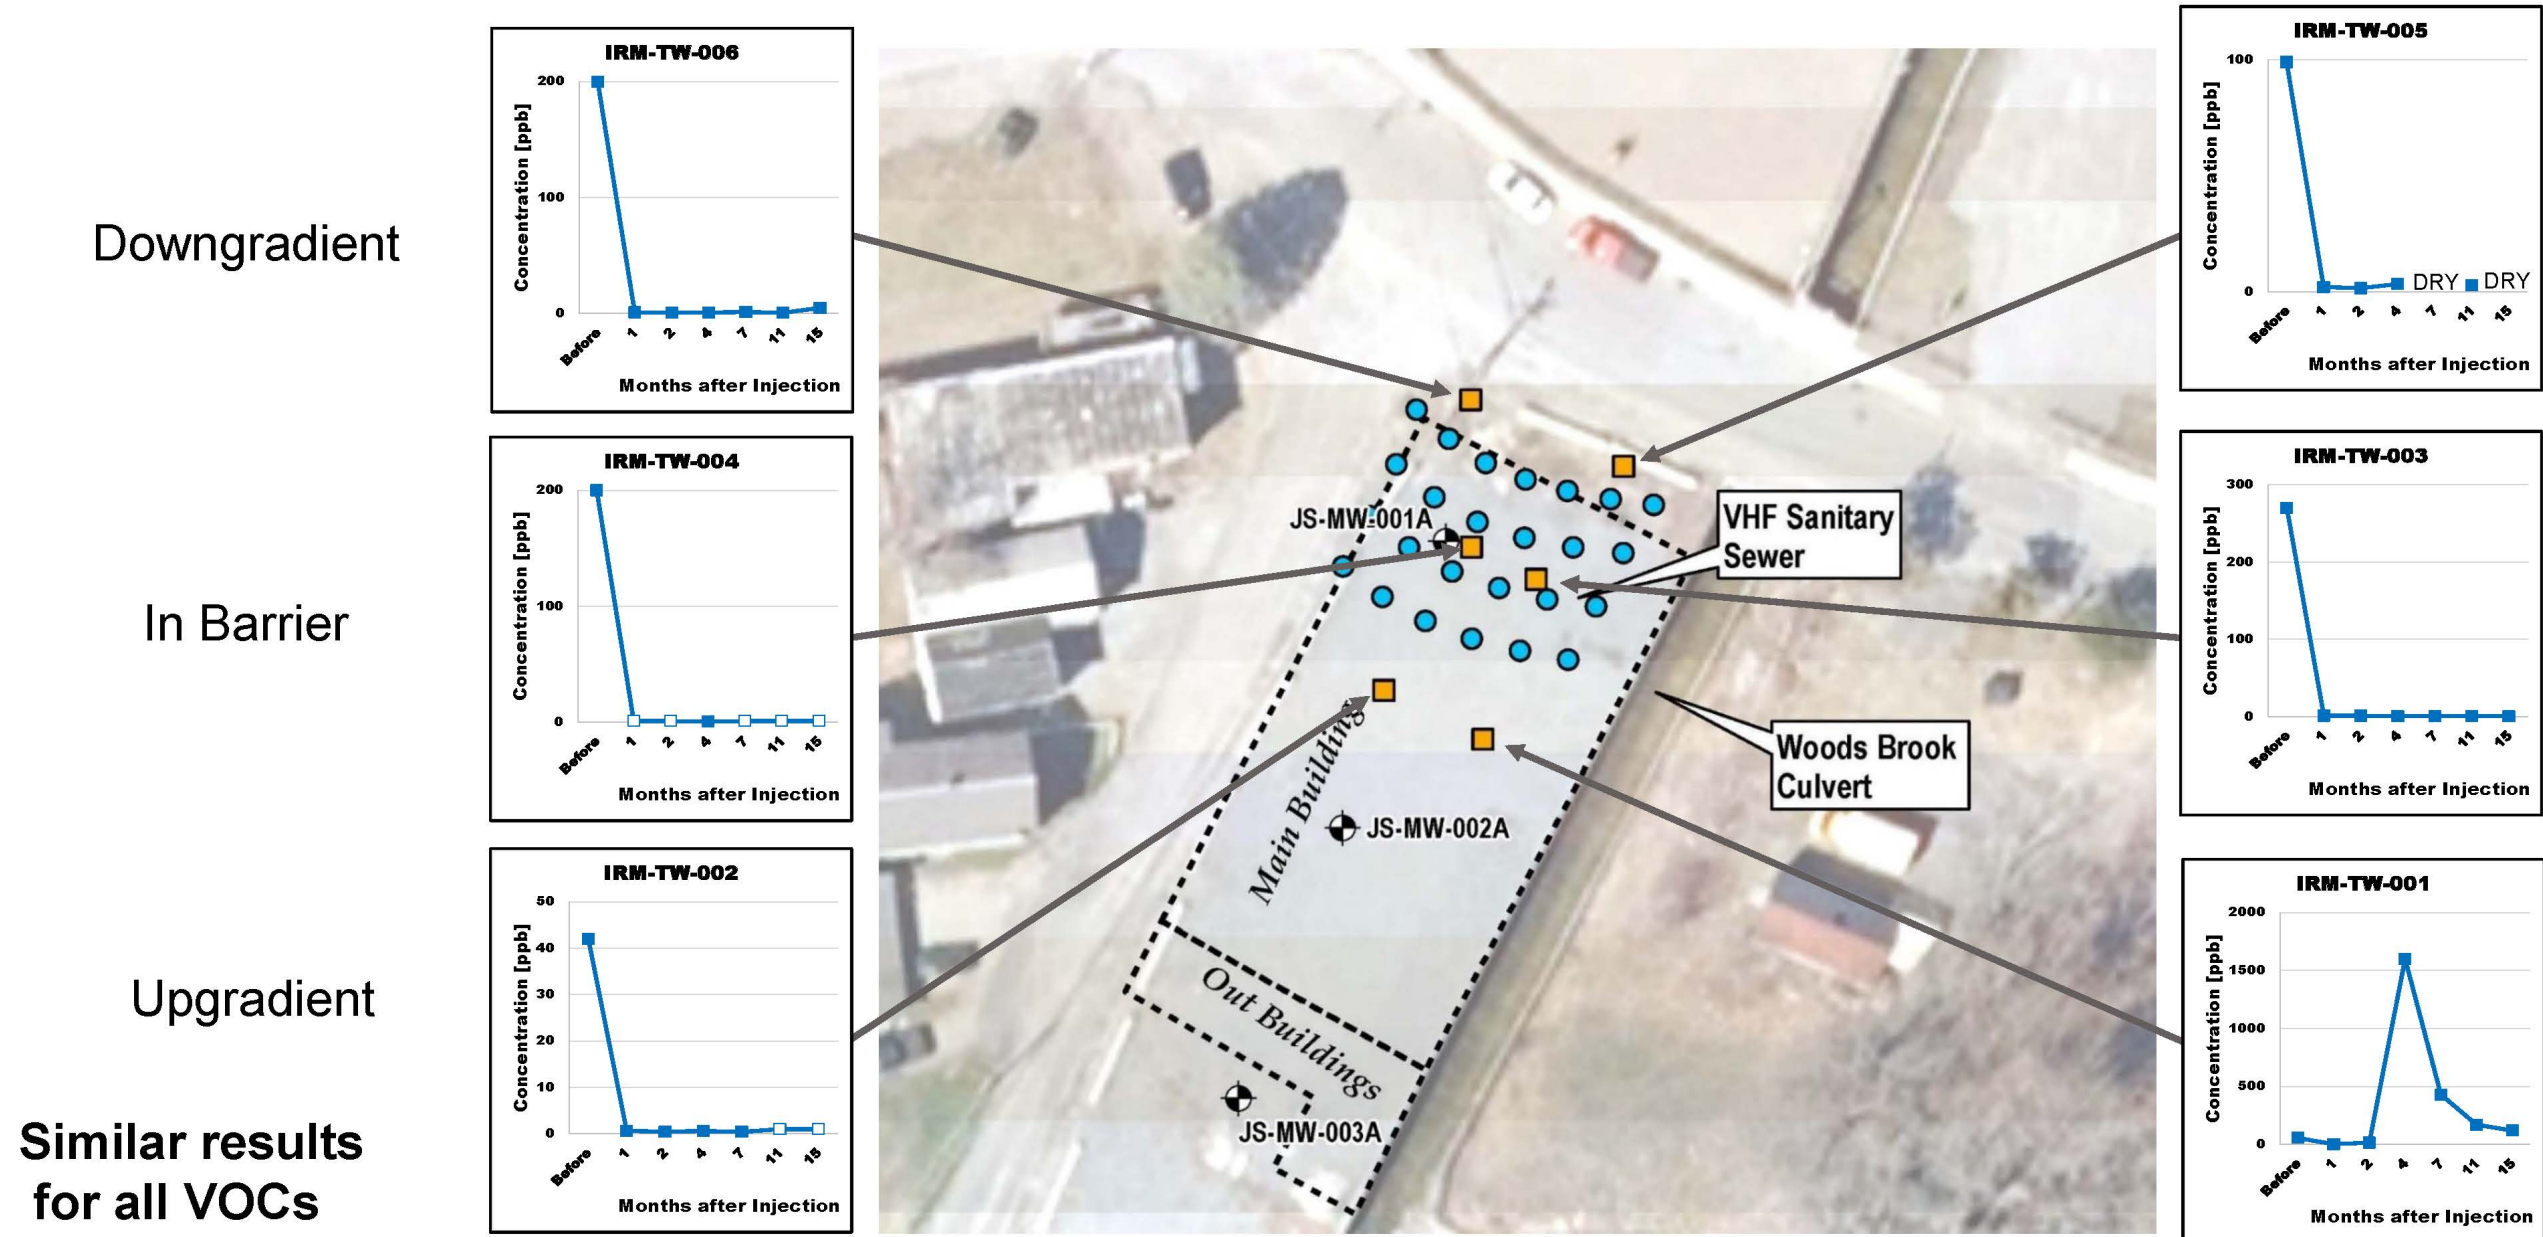 Downgradient
In Barrier
Upgradient
Similar results
for all VOCs
IRM-TW-006
Concentration [ppb]
200
100
0
Before 1 2 4 7 11 15
Months after Injection
IRM-TW-004
Concentration [ppb]
200
100
0
Before 1 2 4 7 11 15
Months after Injection
IRM-TW-002
Concentration [ppb]
50
40
30
20
10
0
Before 1 2 4 7 11 15
Months after Injection
JS-MW-001A
VHF Sanitary
Sewer
Woods Brook
Culvert
Main Building
JS-MW-002A
Out Buildings
JS-MW-003A
IRM-TW-005
Concentration [ppb]
100
DRY DRY
0
Before 1 2 4 7 11 15
Months after Injection
IRM-TW-003
Concentration [ppb]
300
200
100
0
Before 1 2 4 7 11 15
Months after Injection
IRM-TW-001
Concentration [ppb]
2000
1500
1000
500
0
Before 1 2 4 7 11 15
Months after Injection